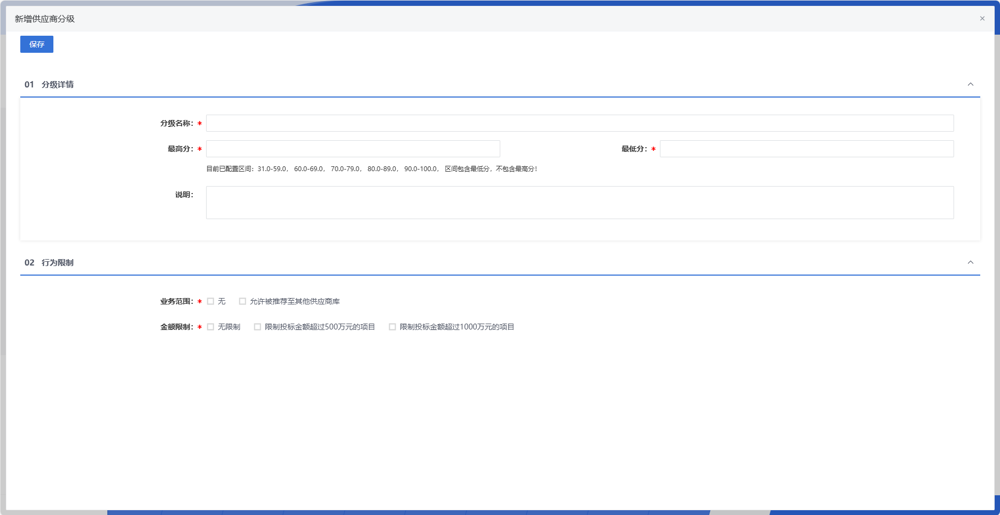 新增供应商分级
保存
01 分级详情
分级名称：*
最高分：* 最低分：*
目前已配置区间：31.0-59.0， 60.0-69.0， 70.0-79.0， 80.0-89.0， 90.0-100.0， 区间包含最低分，不包含最高分！
说明：
02 行为限制
业务范围：* 无 允许被推荐至其他供应商库
金额限制：* 无限制 限制投标金额超过500万元的项目 限制投标金额超过1000万元的项目